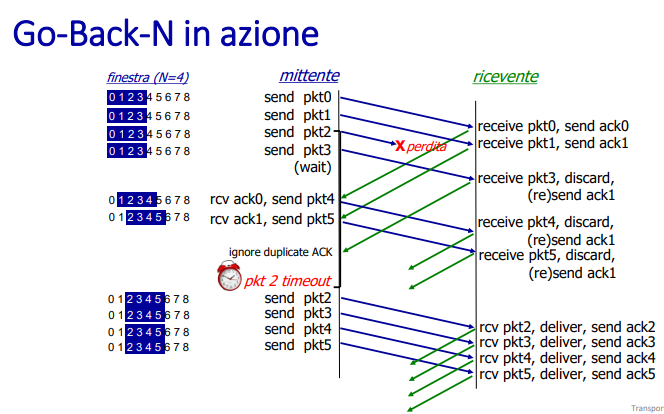 Go-Back-N in azione
finestra (N=4)
mittente
ricevente
0 1 2 3 4 5 6 7 8
send pkt0
0 1 2 3 4 5 6 7 8
send pkt1
0 1 2 3 4 5 6 7 8
send pkt2
0 1 2 3 4 5 6 7 8
send pkt3
(wait)
X perdita
receive pkt0, send ack0
receive pkt1, send ack1
receive pkt3, discard,
(re)send ack1
0 1 2 3 4 5 6 7 8
rcv ack0, send pkt4
0 1 2 3 4 5 6 7 8
rcv ack1, send pkt5
receive pkt4, discard,
(re)send ack1
receive pkt5, discard,
(re)send ack1
ignore duplicate ACK
pkt 2 timeout
0 1 2 3 4 5 6 7 8
send pkt2
0 1 2 3 4 5 6 7 8
send pkt3
0 1 2 3 4 5 6 7 8
send pkt4
0 1 2 3 4 5 6 7 8
send pkt5
rcv pkt2, deliver, send ack2
rcv pkt3, deliver, send ack3
rcv pkt4, deliver, send ack4
rcv pkt5, deliver, send ack5
Transpor